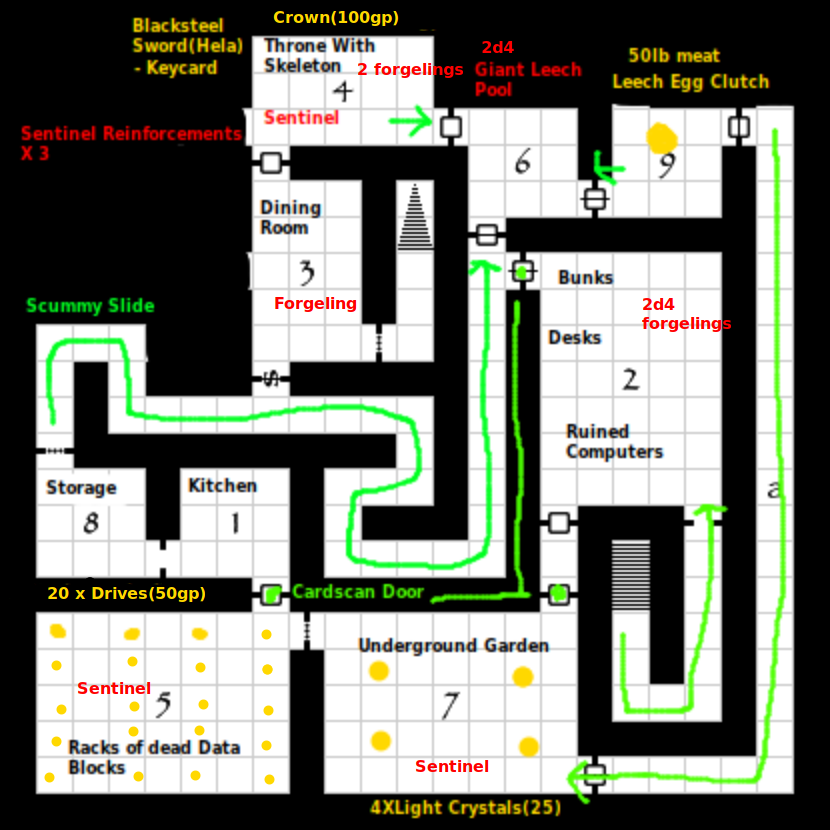 Crown(100gp)
Blacksteel
Sword(Hela)
- Keycard
Throne With
Skeleton
2 forgelings
4
Sentinel
2d4
Giant Leech
Pool
50lb meat
Leech Egg Clutch
Sentinel Reinforcements
X 3
6
9
Dining
Room
3
Forgeling
Bunks
2d4
forgelings
Desks
2
Ruined
Computers
Scummy Slide
S
a
Storage
8
Kitchen
1
20 x Drives(50gp)
Cardscan Door
Sentinel
5
Racks of dead Data
Blocks
Underground Garden
7
Sentinel
4XLight Crystals(25)